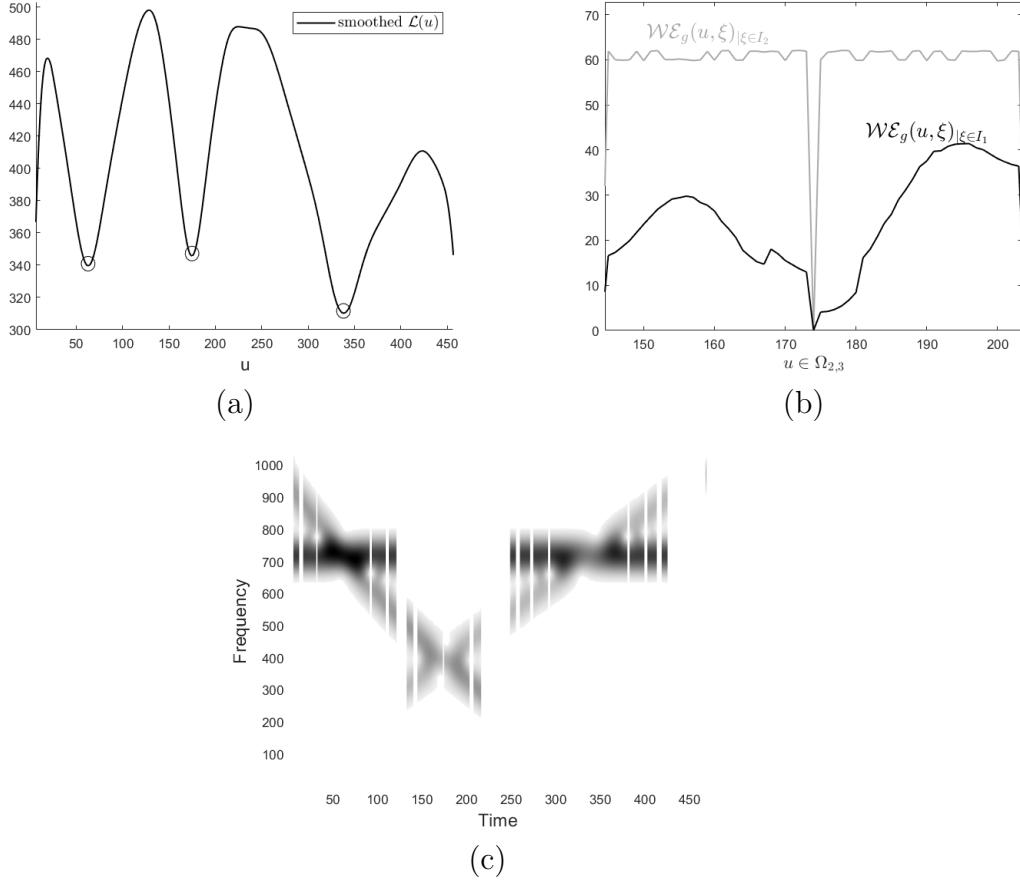 500
480
460
440
420
400
380
360
340
320
300
smoothed ℒ(u)
50 100 150 200 250 300 350 400 450
u
(a)
70
60
50
40
30
20
10
0
𝒲ℰ_g(u, ξ)_{|ξ∈I_2}
𝒲ℰ_g(u, ξ)_{|ξ∈I_1}
150 160 170 180 190 200
u ∈ Ω_{2,3}
(b)
1000
900
800
700
600
500
400
300
200
100
Frequency
50 100 150 200 250 300 350 400 450
Time
(c)